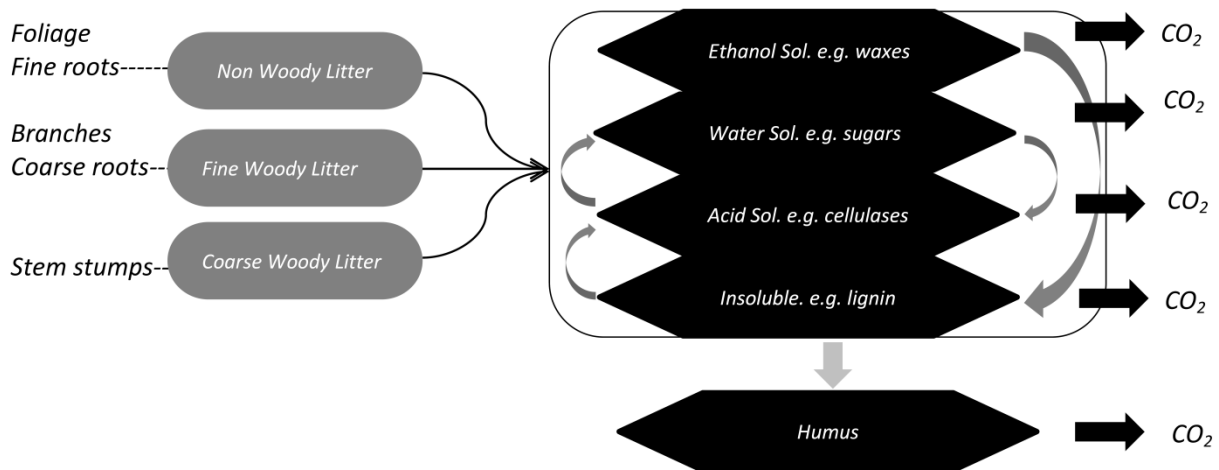 Foliage
Fine roots------
Non Woody Litter
Branches
Coarse roots--
Fine Woody Litter
Stem stumps--
Coarse Woody Litter
Ethanol Sol. e.g. waxes
CO₂
Water Sol. e.g. sugars
CO₂
Acid Sol. e.g. cellulases
CO₂
Insoluble. e.g. lignin
CO₂
Humus
CO₂